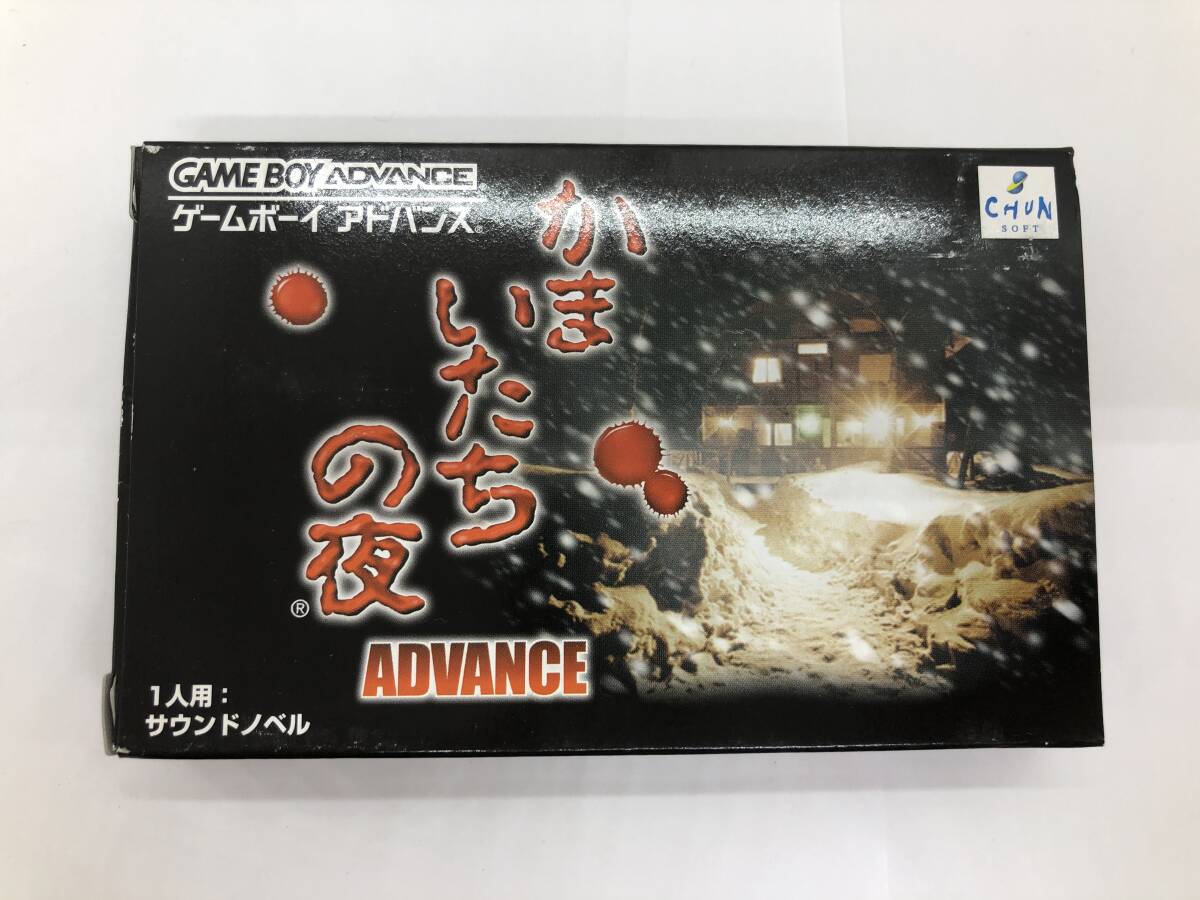 GAME BOY ADVANCE
ゲームボーイ アドバンス®
CHUN
SOFT
かま
いたち
の夜
®
ADVANCE
1人用：
サウンドノベル